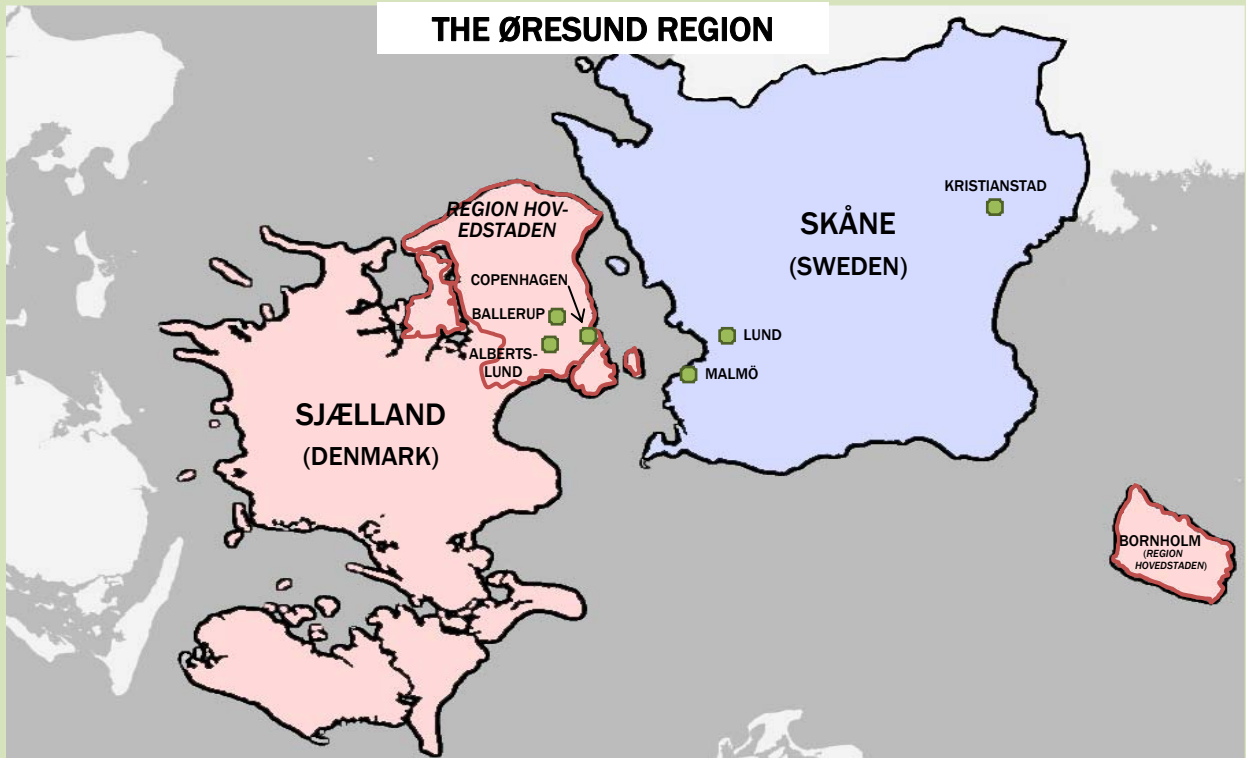 THE ØRESUND REGION
REGION HOV-
EDSTADEN
COPENHAGEN
BALLERUP
ALBERTS-
LUND
SJÆLLAND
(DENMARK)
SKÅNE
(SWEDEN)
KRISTIANSTAD
LUND
MALMÖ
BORNHOLM
(REGION
HOVEDSTADEN)